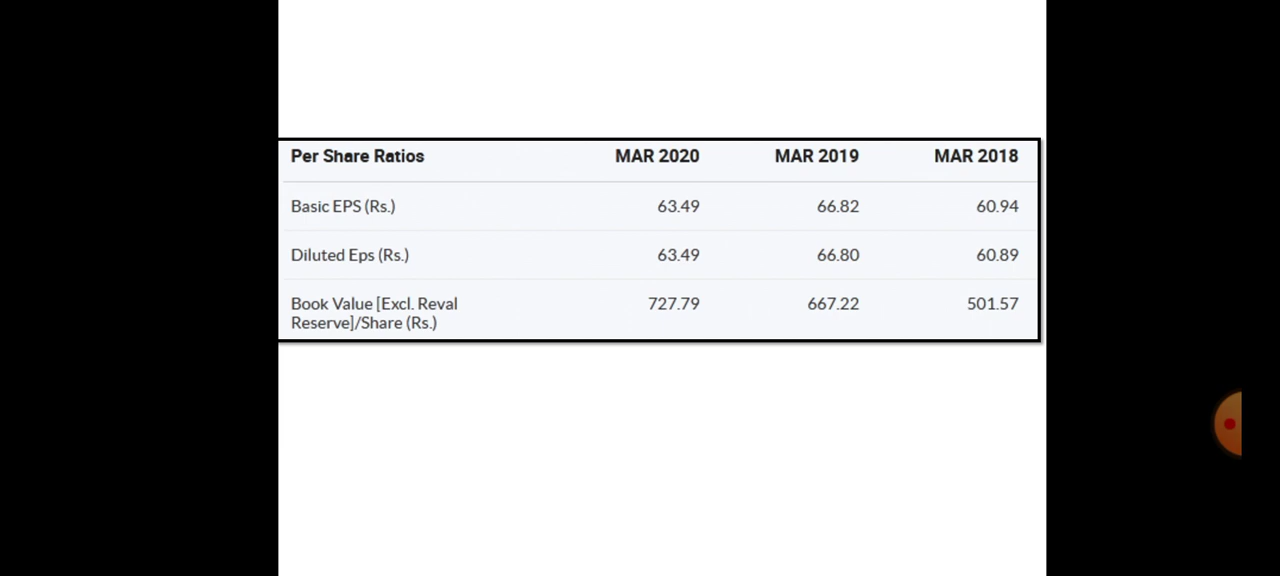 Per Share Ratios MAR 2020 MAR 2019 MAR 2018
Basic EPS (Rs.) 63.49 66.82 60.94
Diluted Eps (Rs.) 63.49 66.80 60.89
Book Value [Excl. Reval 727.79 667.22 501.57
Reserve]/Share (Rs.)